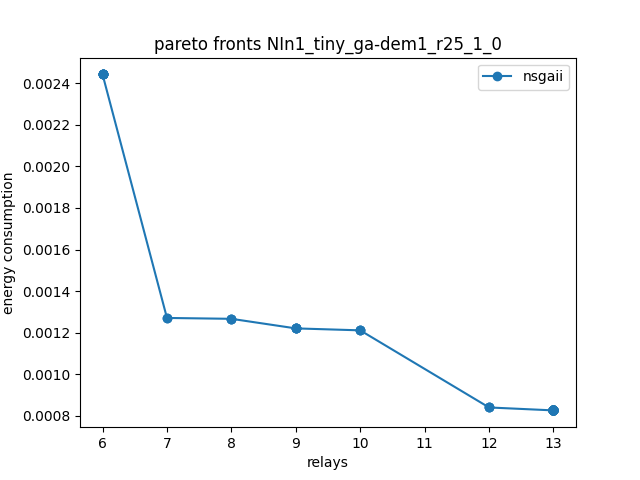 pareto fronts NIn1_tiny_ga-dem1_r25_1_0
nsgaii
0.0024
0.0022
0.0020
0.0018
0.0016
0.0014
0.0012
0.0010
0.0008
energy consumption
6 7 8 9 10 11 12 13
relays